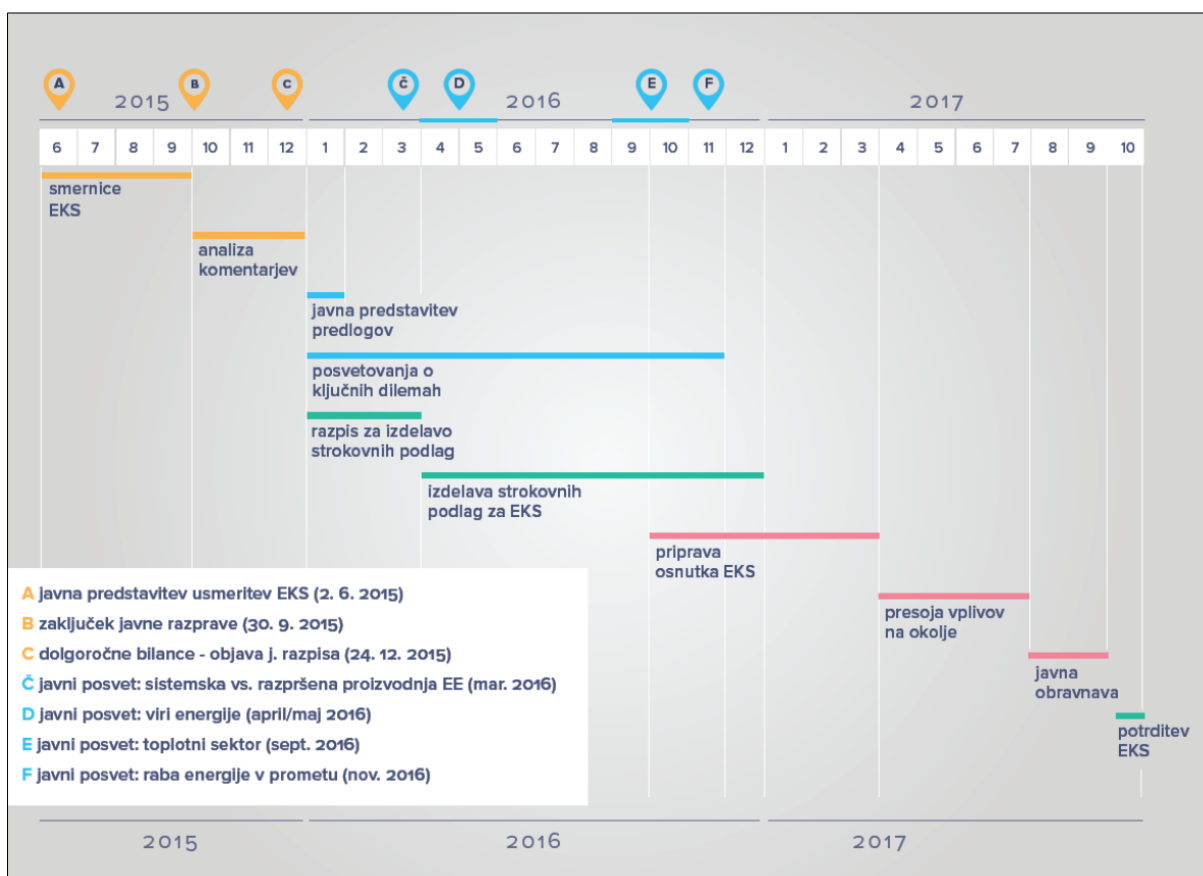 A B C Č D E F
2015 2016 2017
6 7 8 9 10 11 12 1 2 3 4 5 6 7 8 9 10 11 12 1 2 3 4 5 6 7 8 9 10
smernice
EKS
analiza
komentarjev
javna predstavitev
predlogov
posvetovanja o
ključnih dilemah
razpis za izdelavo
strokovnih podlag
izdelava strokovnih
podlag za EKS
priprava
osnutka EKS
presoja vplivov
na okolje
javna
obravnava
potrditev
EKS
A javna predstavitev usmeritev EKS (2. 6. 2015)
B zaključek javne razprave (30. 9. 2015)
C dolgoročne bilance - objava j. razpisa (24. 12. 2015)
Č javni posvet: sistemska vs. razpršena proizvodnja EE (mar. 2016)
D javni posvet: viri energije (april/maj 2016)
E javni posvet: toplotni sektor (sept. 2016)
F javni posvet: raba energije v prometu (nov. 2016)
2015 2016 2017